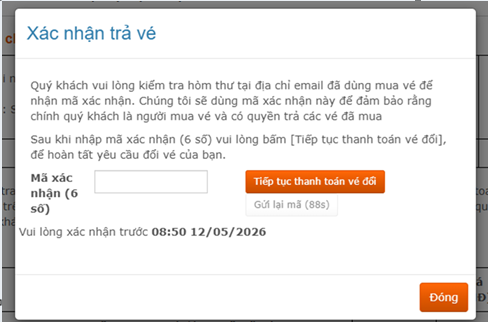 Xác nhận trả vé
Quý khách vui lòng kiểm tra hòm thư tại địa chỉ email đã dùng mua vé để
nhận mã xác nhận. Chúng tôi sẽ dùng mã xác nhận này để đảm bảo rằng
chính quý khách là người mua vé và có quyền trả các vé đã mua
Sau khi nhập mã xác nhận (6 số) vui lòng bấm [Tiếp tục thanh toán vé đổi],
để hoàn tất yêu cầu đổi vé của bạn.
Mã xác
nhận (6
số)
Tiếp tục thanh toán vé đổi
Gửi lại mã (88s)
Vui lòng xác nhận trước 08:50 12/05/2026
Đóng